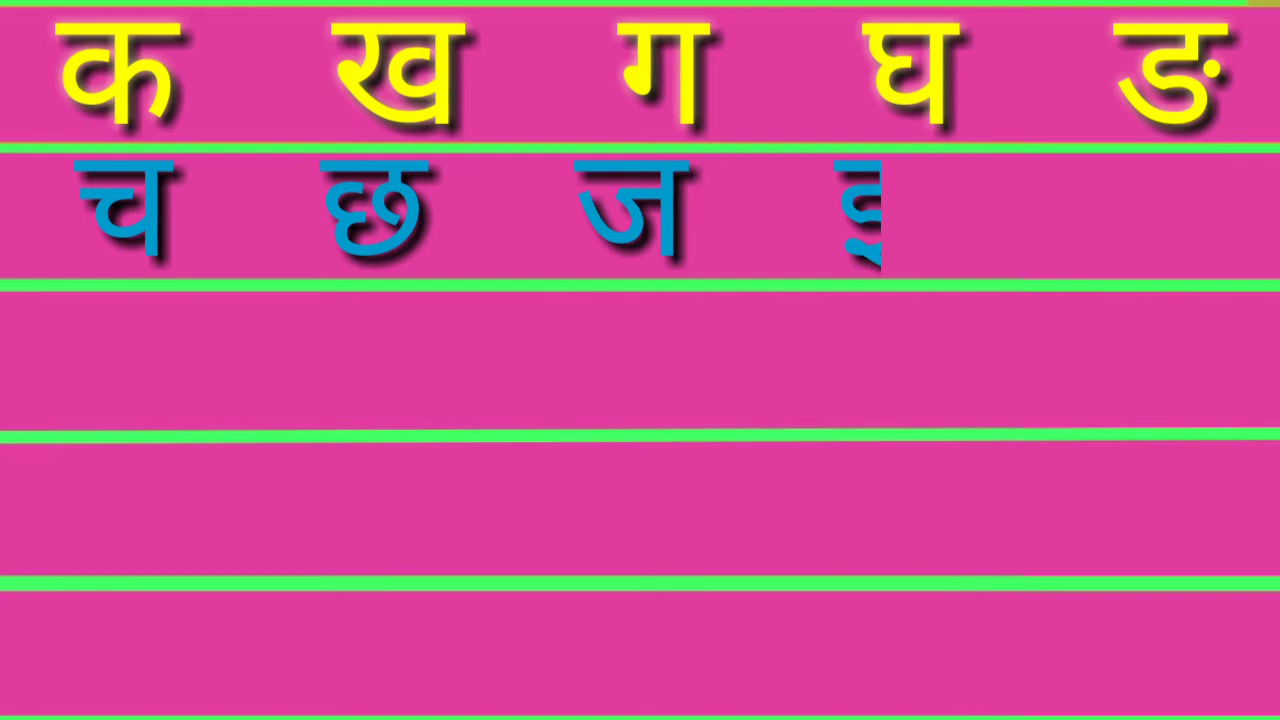 क ख ग घ ङ
च छ ज